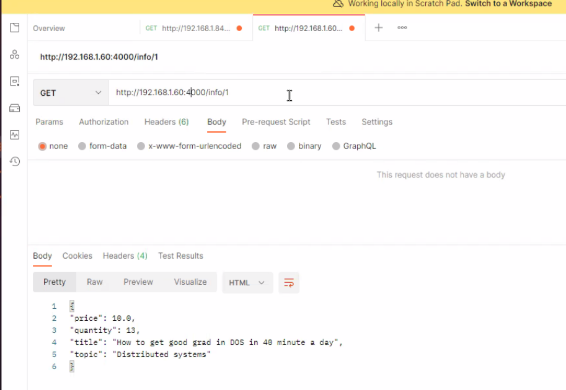 Working locally in Scratch Pad. Switch to a Workspace
Overview
GET http://192.168.1.84...
GET http://192.168.1.60...
http://192.168.1.60:4000/info/1
GET
http://192.168.1.60:4000/info/1
Params Authorization Headers (6) Body Pre-request Script Tests Settings
none form-data x-www-form-urlencoded raw binary GraphQL
This request does not have a body
Body Cookies Headers (4) Test Results
Pretty Raw Preview Visualize HTML
1
2 "price": 10.0,
3 "quantity": 13,
4 "title": "How to get good grad in DOS in 40 minute a day",
5 "topic": "Distributed systems"
6